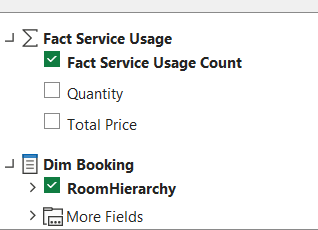 Fact Service Usage
Fact Service Usage Count
Quantity
Total Price
Dim Booking
RoomHierarchy
More Fields